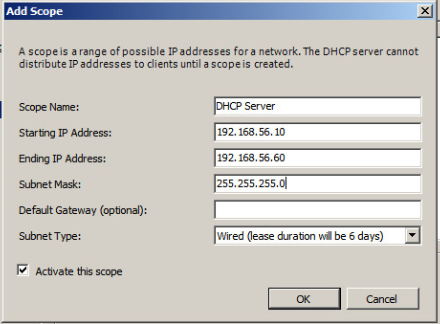 Add Scope
A scope is a range of possible IP addresses for a network. The DHCP server cannot
distribute IP addresses to clients until a scope is created.
Scope Name: DHCP Server
Starting IP Address: 192.168.56.10
Ending IP Address: 192.168.56.60
Subnet Mask: 255.255.255.0
Default Gateway (optional):
Subnet Type: Wired (lease duration will be 6 days)
Activate this scope
OK Cancel